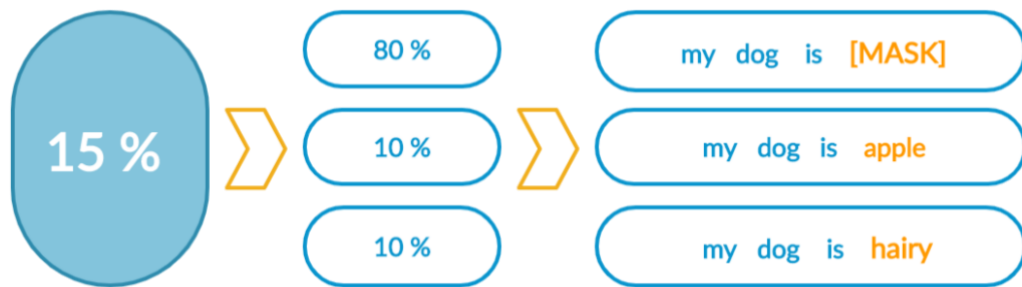 15 %
80 %
my dog is [MASK]
10 %
my dog is apple
10 %
my dog is hairy